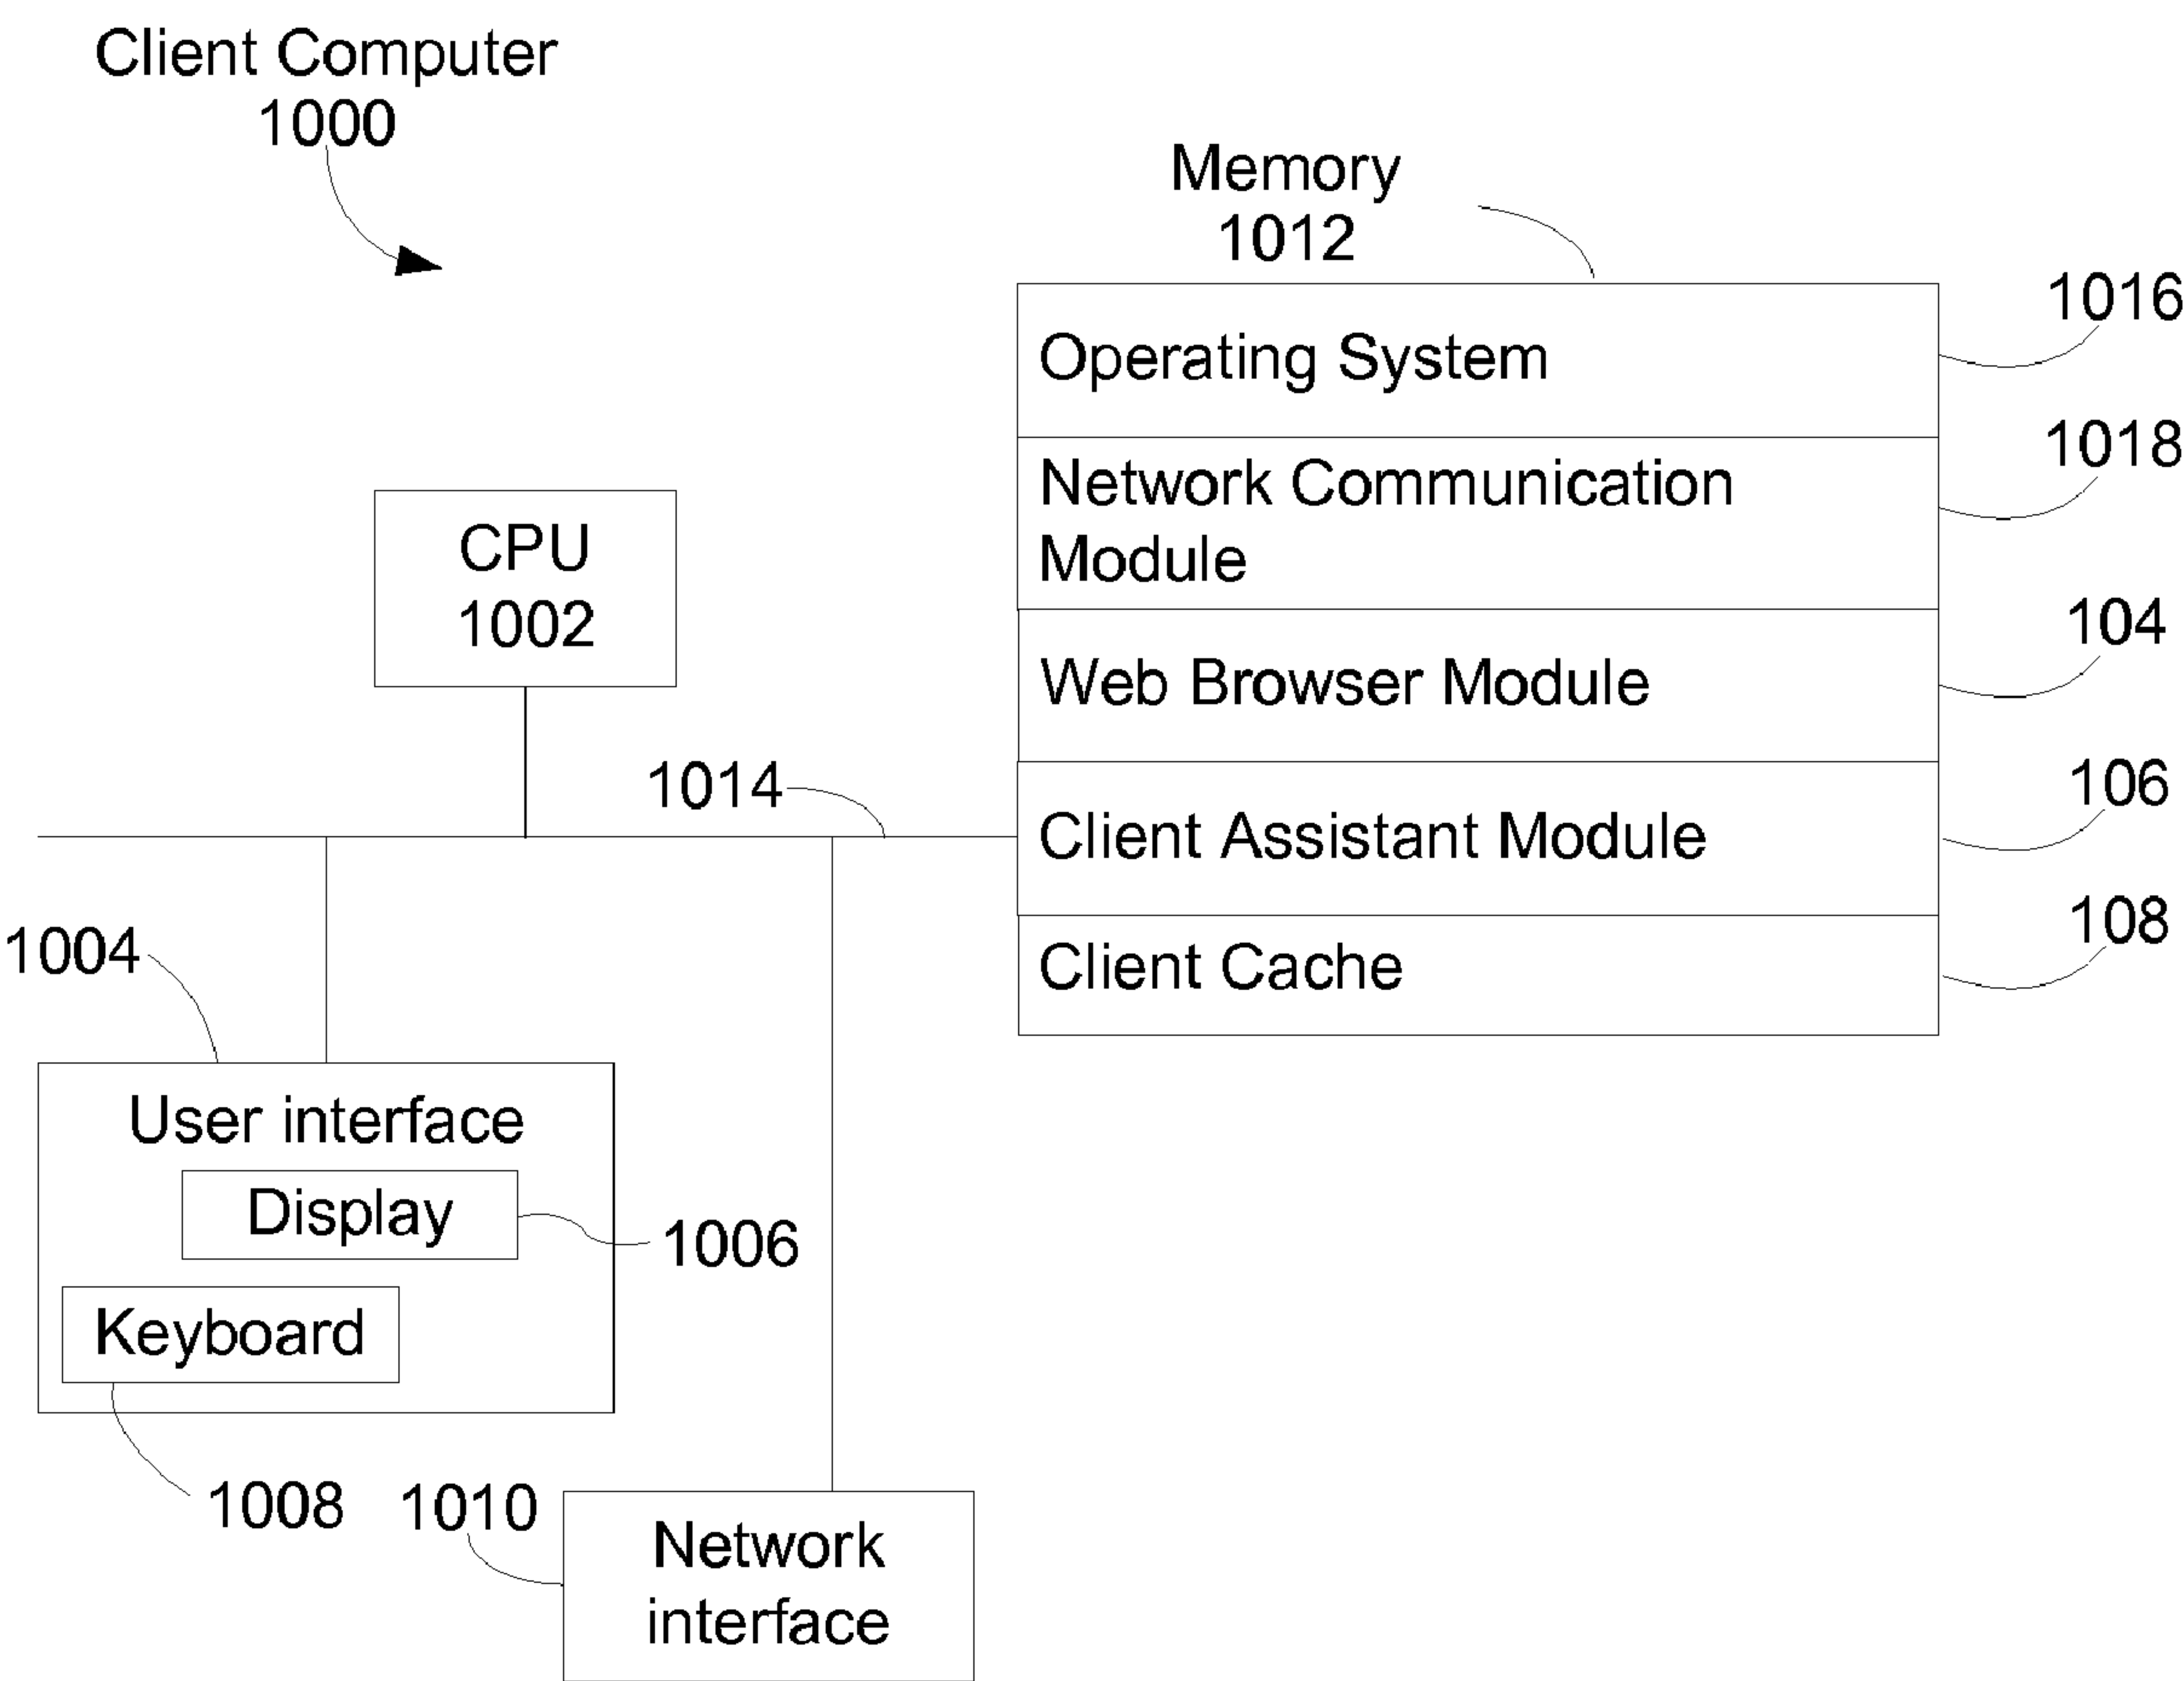 Client Computer
1000
Memory
1012
1016
Operating System
1018
Network Communication
Module
CPU
1002
104
Web Browser Module
1014
106
Client Assistant Module
108
Client Cache
1004
User interface
Display
1006
Keyboard
1008
1010
Network
interface